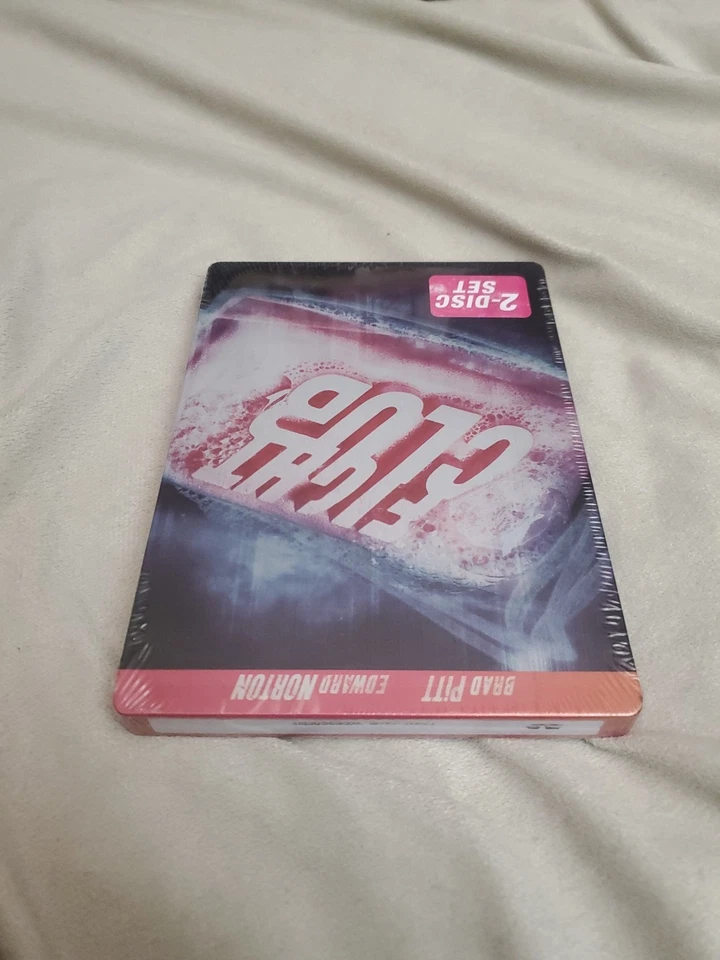 BRAD PITT EDWARD NORTON
FIGHT
CLUB
2-DISC
SET